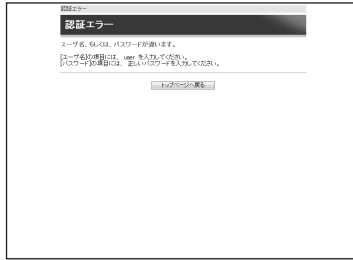 認証エラー
認証エラー
ユーザ名、もしくは、パスワードが違います。
[ユーザ名]の項目には、 user を入力してください。
[パスワード]の項目には、 正しいパスワードを入力してください。
トップページへ戻る